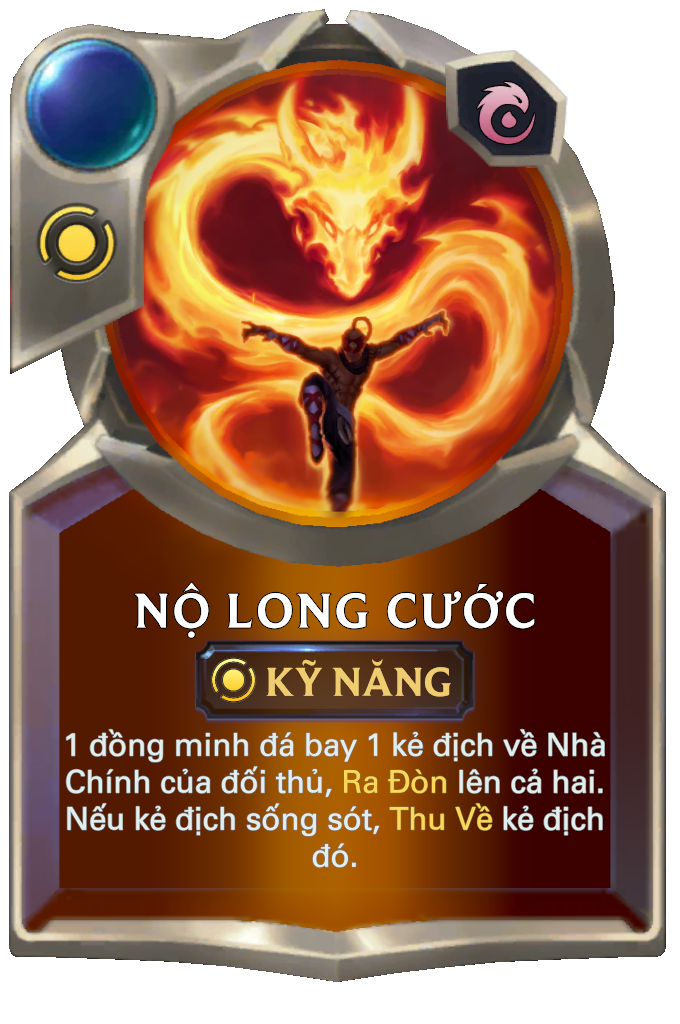 NỘ LONG CƯỚC
KỸ NĂNG
1 đồng minh đá bay 1 kẻ địch về Nhà
Chính của đối thủ, Ra Đòn lên cả hai.
Nếu kẻ địch sống sót, Thu Về kẻ địch
đó.